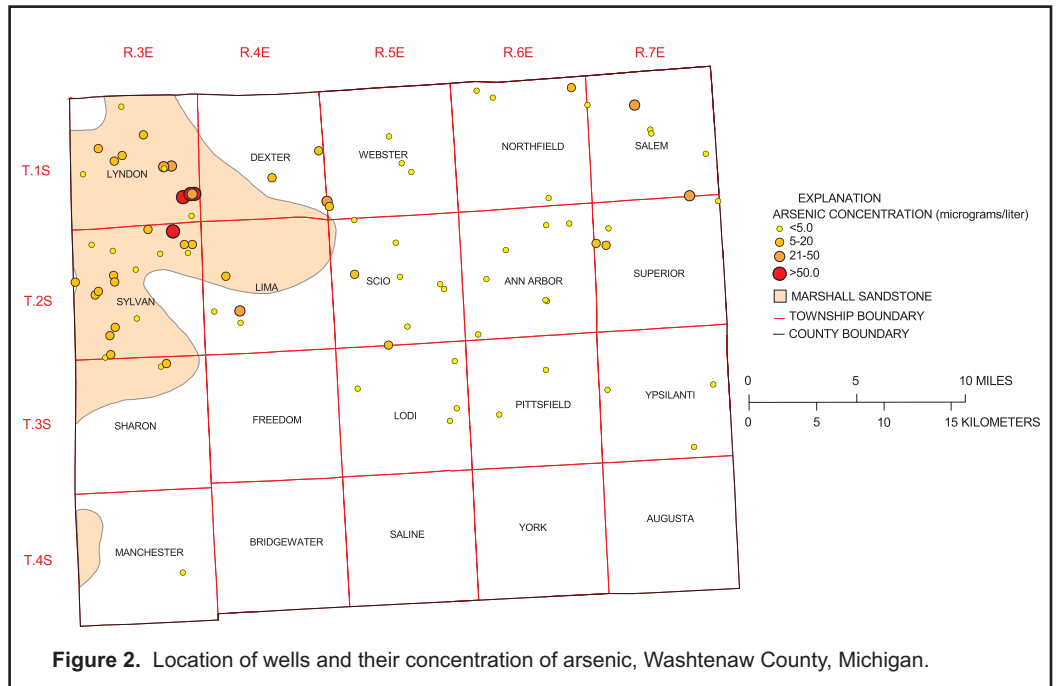 R.3E R.4E R.5E R.6E R.7E
T.1S
T.2S
T.3S
T.4S
LYNDON
DEXTER
WEBSTER
NORTHFIELD
SALEM
SYLVAN
LIMA
SCIO
ANN ARBOR
SUPERIOR
SHARON
FREEDOM
LODI
PITTSFIELD
YPSILANTI
MANCHESTER
BRIDGEWATER
SALINE
YORK
AUGUSTA
EXPLANATION
ARSENIC CONCENTRATION (micrograms/liter)
<5.0
5-20
21-50
>50.0
MARSHALL SANDSTONE
TOWNSHIP BOUNDARY
COUNTY BOUNDARY
0 5 10 MILES
0 5 10 15 KILOMETERS
Figure 2. Location of wells and their concentration of arsenic, Washtenaw County, Michigan.